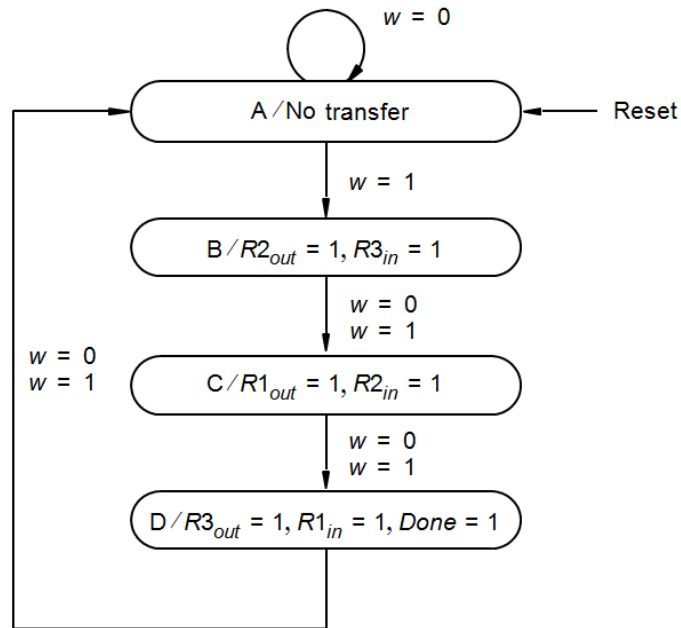 w = 0
A / No transfer
Reset
w = 1
B / R2out = 1, R3in = 1
w = 0
w = 1
w = 0
w = 1
C / R1out = 1, R2in = 1
w = 0
w = 1
D / R3out = 1, R1in = 1, Done = 1